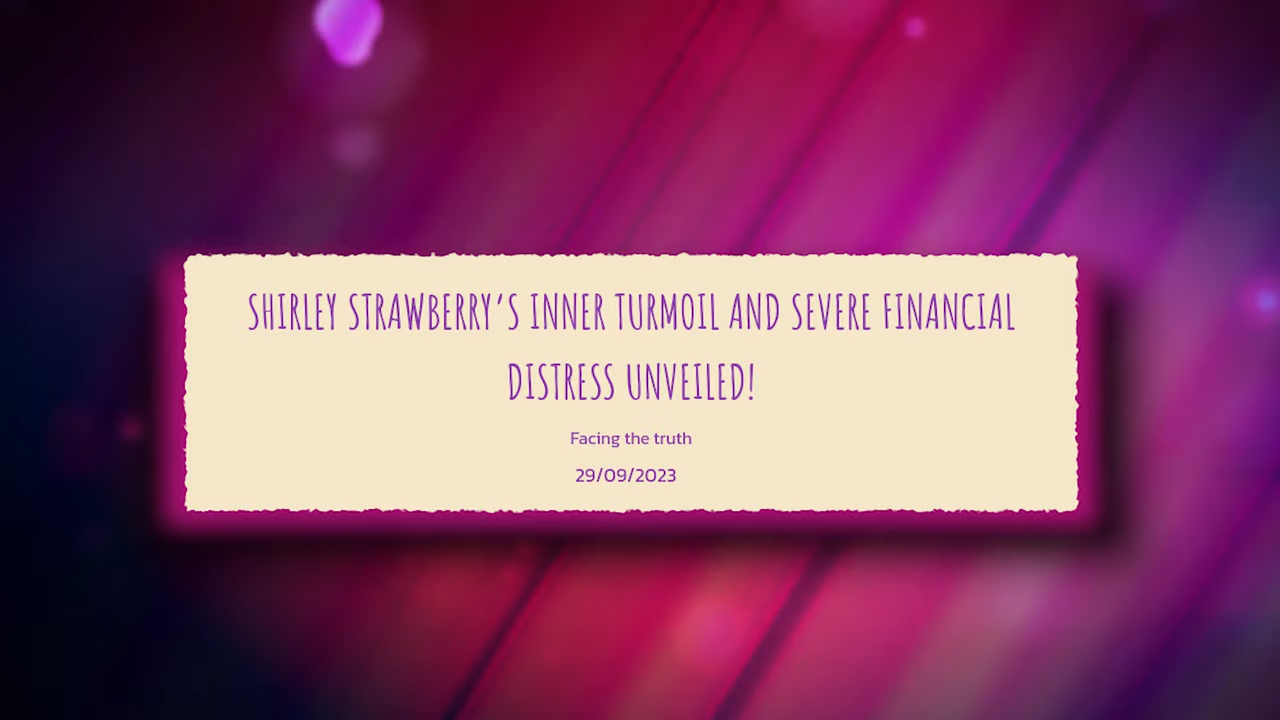 SHIRLEY STRAWBERRY’S INNER TURMOIL AND SEVERE FINANCIAL
DISTRESS UNVEILED!
Facing the truth
29/09/2023